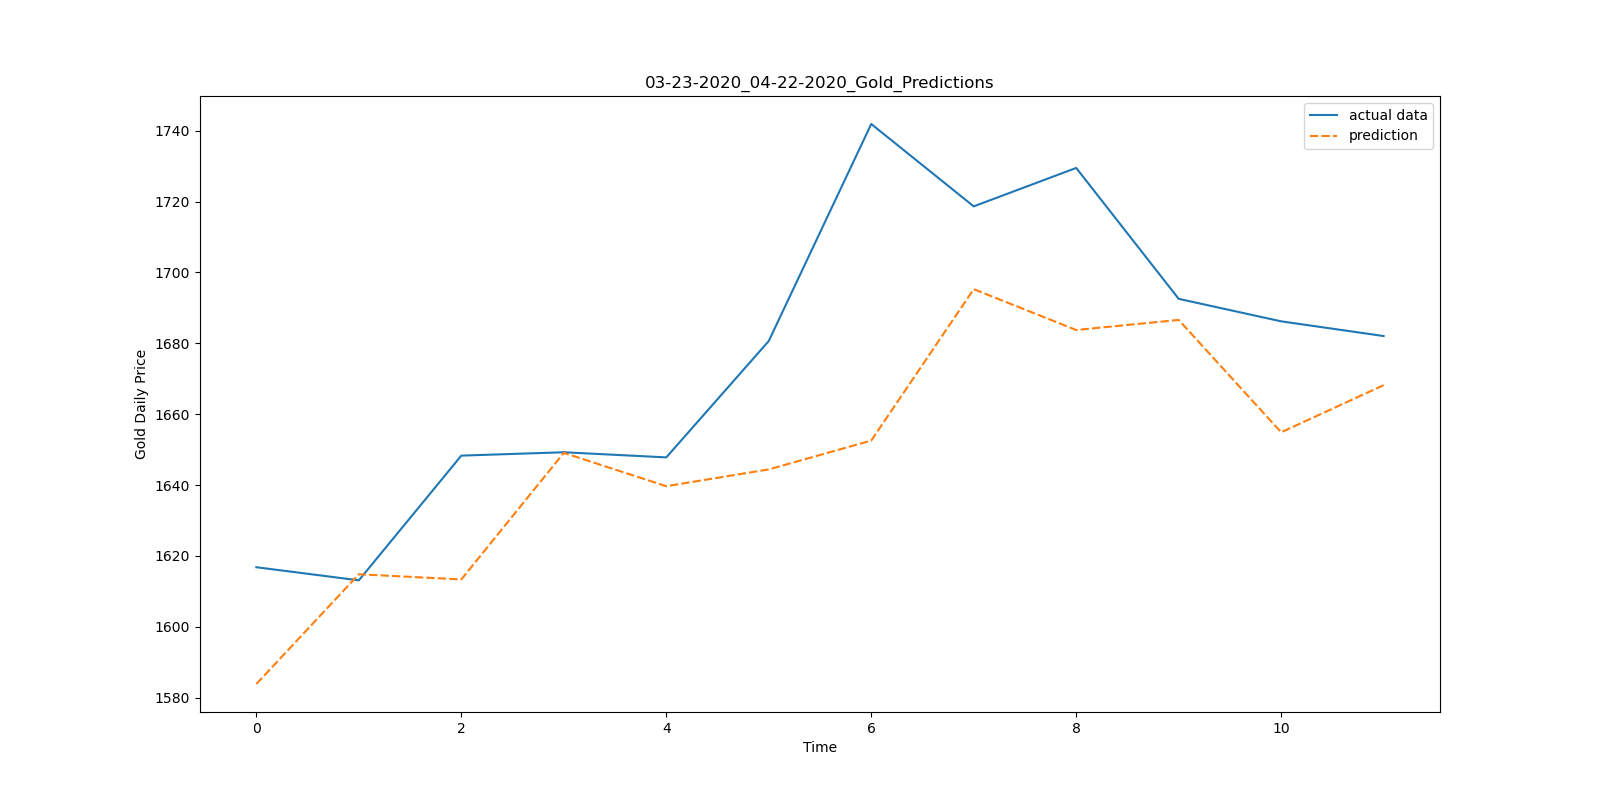 03-23-2020_04-22-2020_Gold_Predictions
actual data
prediction
Gold Daily Price
1740
1720
1700
1680
1660
1640
1620
1600
1580
0 2 4 6 8 10
Time